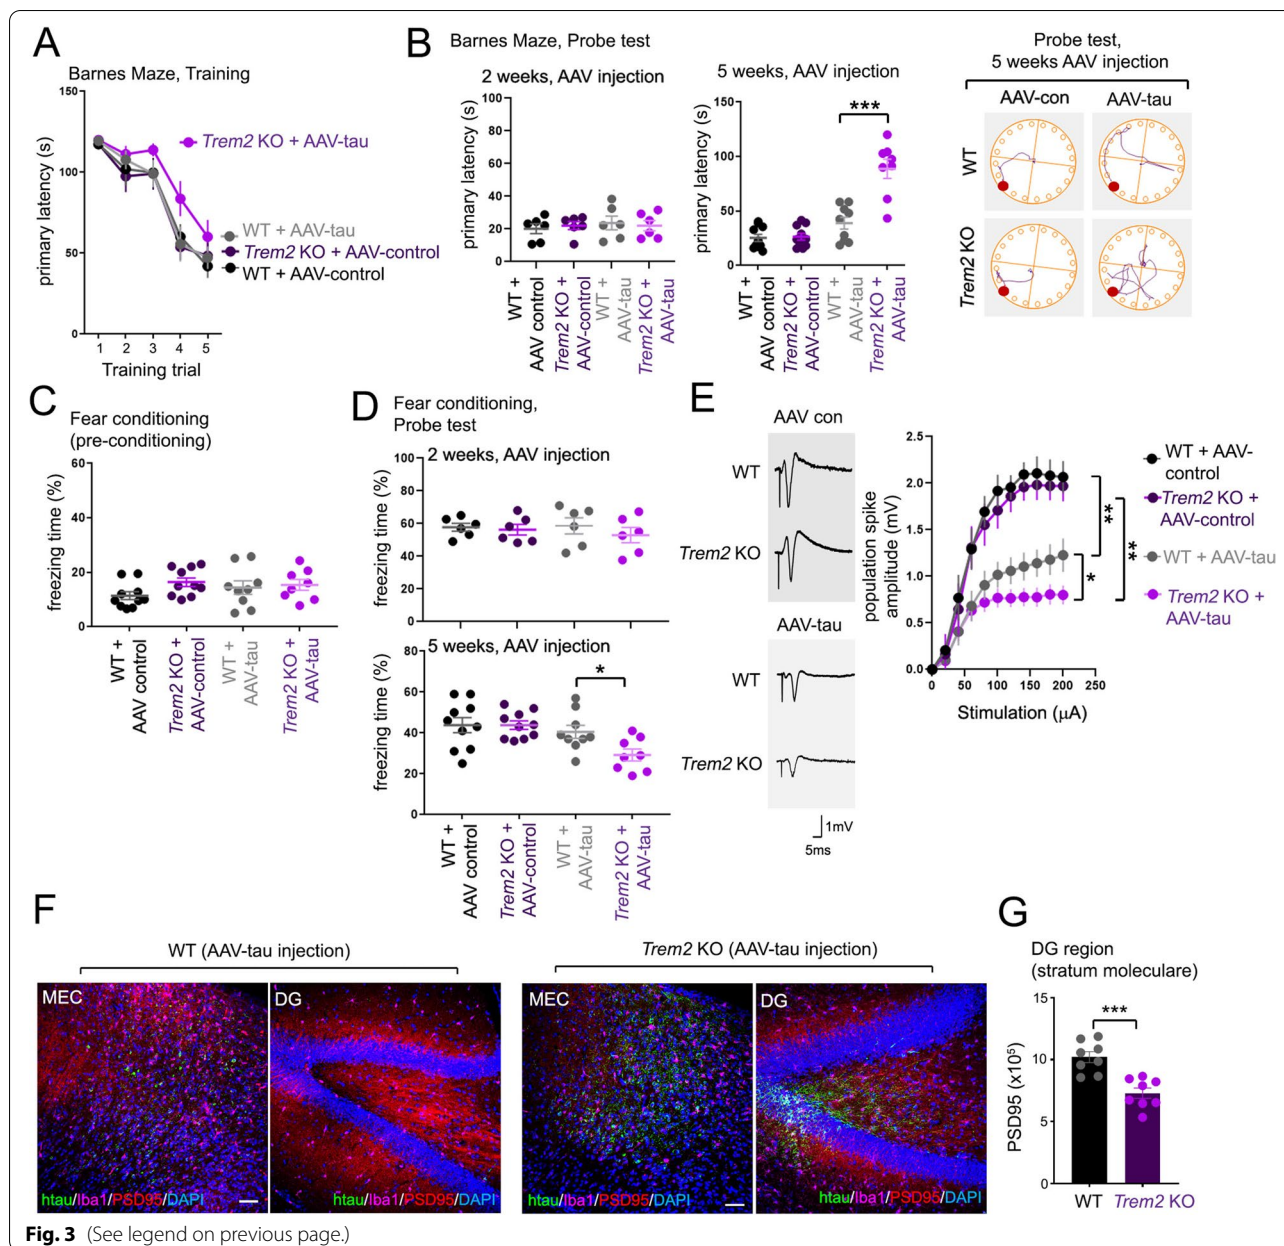 A
Barnes Maze, Training
primary latency (s)
150
100
50
0
1 2 3 4 5
Training trial
Trem2 KO + AAV-tau
WT + AAV-tau
Trem2 KO + AAV-control
WT + AAV-control
B
Barnes Maze, Probe test
2 weeks, AAV injection
primary latency (s)
100
80
60
40
20
0
WT +
AAV control
Trem2 KO +
AAV-control
WT +
AAV-tau
Trem2 KO +
AAV-tau
5 weeks, AAV injection
primary latency (s)
150
100
50
0
***
WT +
AAV control
Trem2 KO +
AAV-control
WT +
AAV-tau
Trem2 KO +
AAV-tau
Probe test,
5 weeks AAV injection
AAV-con AAV-tau
WT
Trem2 KO
C
Fear conditioning
(pre-conditioning)
freezing time (%)
60
40
20
0
WT +
AAV control
Trem2 KO +
AAV-control
WT +
AAV-tau
Trem2 KO +
AAV-tau
D
Fear conditioning,
Probe test
2 weeks, AAV injection
freezing time (%)
100
80
60
40
20
0
5 weeks, AAV injection
freezing time (%)
80
60
40
20
0
*
WT +
AAV control
Trem2 KO +
AAV-control
WT +
AAV-tau
Trem2 KO +
AAV-tau
E
AAV con
WT
Trem2 KO
AAV-tau
WT
Trem2 KO
1mV
5ms
population spike
amplitude (mV)
2.5
2.0
1.5
1.0
0.5
0.0
0 50 100 150 200 250
Stimulation (µA)
WT + AAV-
control
Trem2 KO +
AAV-control
WT + AAV-tau
Trem2 KO +
AAV-tau
**
**
*
F
WT (AAV-tau injection)
MEC
htau/Iba1/PSD95/DAPI
DG
htau/Iba1/PSD95/DAPI
Trem2 KO (AAV-tau injection)
MEC
htau/Iba1/PSD95/DAPI
DG
htau/Iba1/PSD95/DAPI
G
DG region
(stratum moleculare)
PSD95 (x10⁵)
15
10
5
0
***
WT Trem2 KO
Fig. 3 (See legend on previous page.)